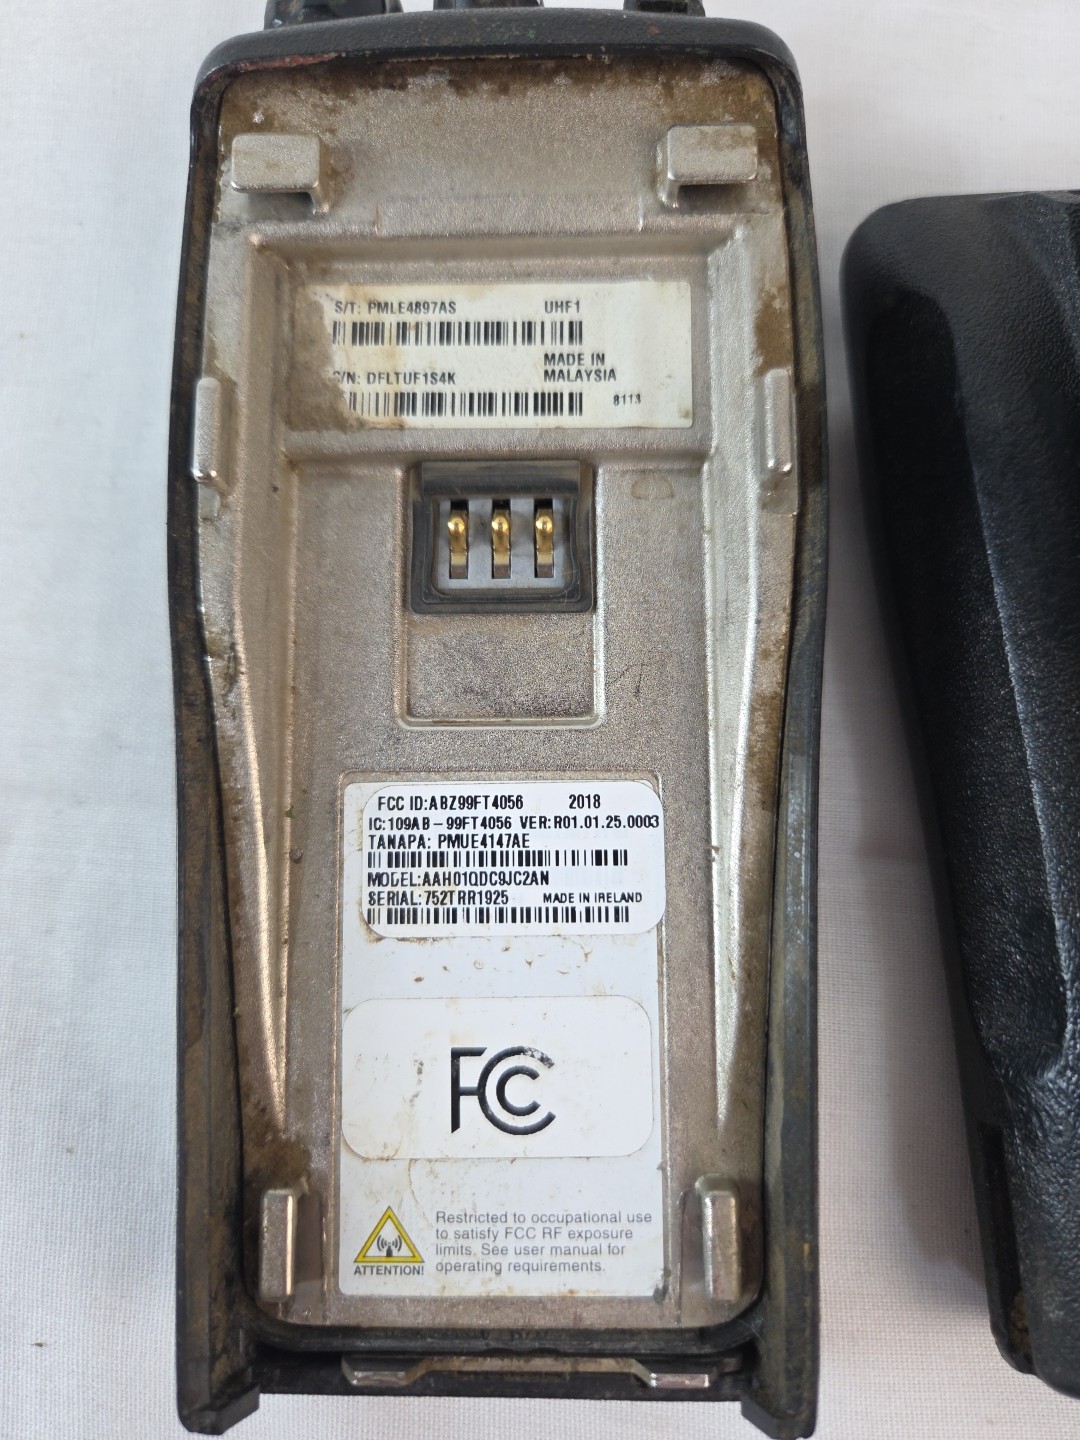 S/T: PMLE4897AS UHF1
MADE IN
S/N: DFLTUF1S4K MALAYSIA
8113
FCC ID:ABZ99FT4056 2018
IC:109AB-99FT4056 VER:R01.01.25.0003
TANAPA: PMUE4147AE
MODEL:AAH01QDC9JC2AN
SERIAL:752TRR1925 MADE IN IRELAND
FCC
Restricted to occupational use
to satisfy FCC RF exposure
limits. See user manual for
operating requirements.
ATTENTION!